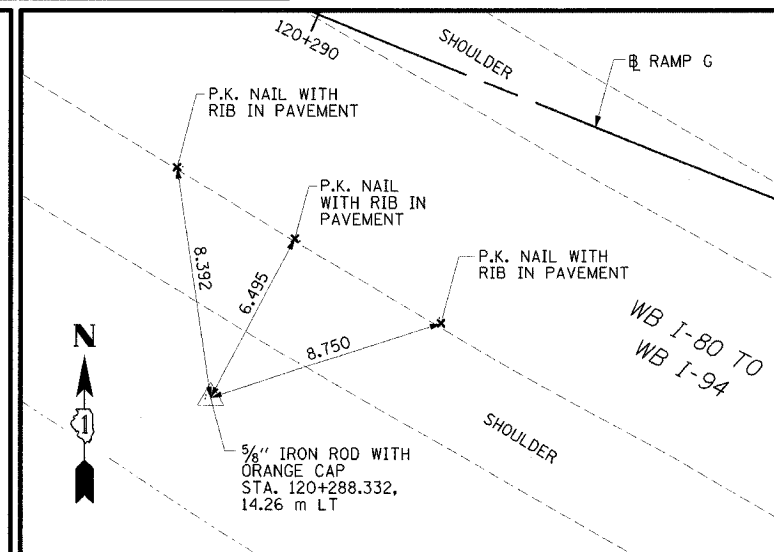 120+290
SHOULDER
℄ RAMP G
P.K. NAIL WITH
RIB IN PAVEMENT
P.K. NAIL
WITH RIB IN
PAVEMENT
P.K. NAIL WITH
RIB IN PAVEMENT
8.392
6.495
8.750
WB I-80 TO
WB I-94
N
1
SHOULDER
5/8" IRON ROD WITH
ORANGE CAP
STA. 120+288.332,
14.26 m LT